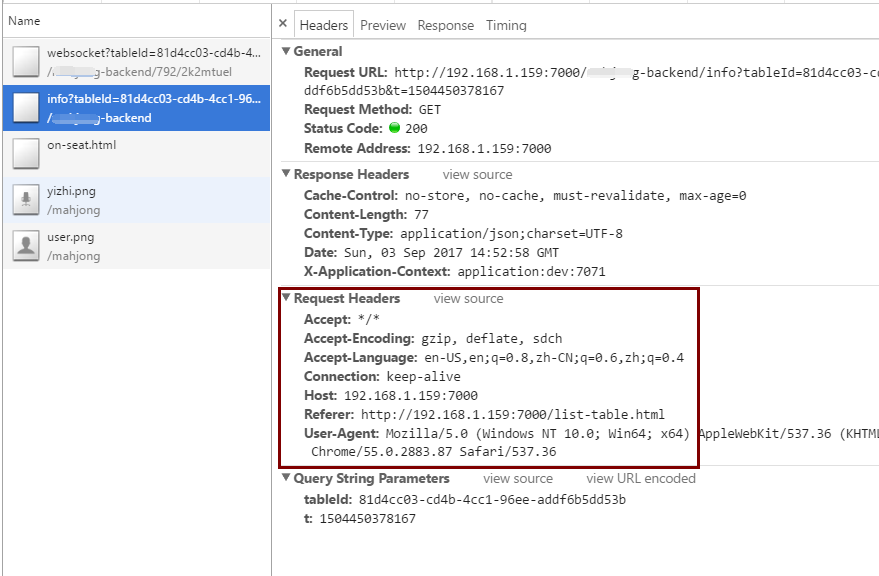 Name
websocket?tableId=81d4cc03-cd4b-4...
g-backend/792/2k2mtuel
info?tableId=81d4cc03-cd4b-4cc1-96...
g-backend
on-seat.html
yizhi.png
/mahjong
user.png
/mahjong
× Headers Preview Response Timing
General
Request URL: http://192.168.1.159:7000/ g-backend/info?tableId=81d4cc03-cd
ddf6b5dd53b&t=1504450378167
Request Method: GET
Status Code: 200
Remote Address: 192.168.1.159:7000
Response Headers view source
Cache-Control: no-store, no-cache, must-revalidate, max-age=0
Content-Length: 77
Content-Type: application/json;charset=UTF-8
Date: Sun, 03 Sep 2017 14:52:58 GMT
X-Application-Context: application:dev:7071
Request Headers view source
Accept: */*
Accept-Encoding: gzip, deflate, sdch
Accept-Language: en-US,en;q=0.8,zh-CN;q=0.6,zh;q=0.4
Connection: keep-alive
Host: 192.168.1.159:7000
Referer: http://192.168.1.159:7000/list-table.html
User-Agent: Mozilla/5.0 (Windows NT 10.0; Win64; x64) AppleWebKit/537.36 (KHTML
Chrome/55.0.2883.87 Safari/537.36
Query String Parameters view source view URL encoded
tableId: 81d4cc03-cd4b-4cc1-96ee-addf6b5dd53b
t: 1504450378167